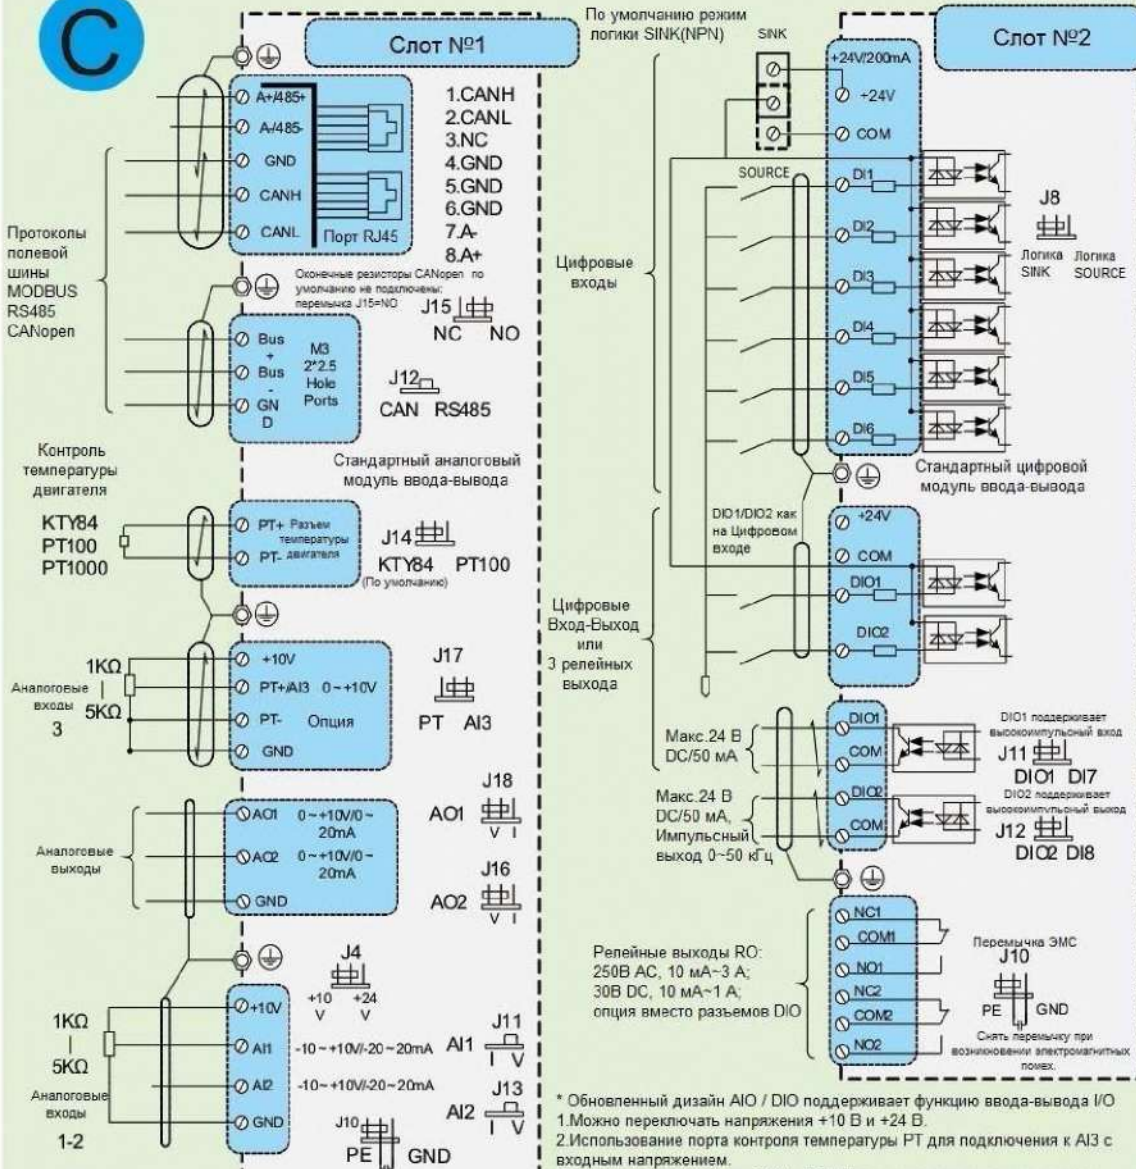 C
Слот №1
A+/485+
A-/485-
GND
CANH
CANL
Порт RJ45
1.CANH
2.CANL
3.NC
4.GND
5.GND
6.GND
7.A-
8.A+
Протоколы
полевой
шины
MODBUS
RS485
CANopen
Оконечные резисторы CANopen по
умолчанию не подключены:
перемычка J15=NO
J15
NC NO
Bus
+
Bus
-
GN
D
M3
2*2.5
Hole
Ports
J12
CAN RS485
Контроль
температуры
двигателя
Стандартный аналоговый
модуль ввода-вывода
KTY84
PT100
PT1000
PT+
PT-
Разъем
температуры
двигателя
J14
KTY84 PT100
(По умолчанию)
Аналоговые
входы
3
1KΩ
5KΩ
+10V
PT+/AI3 0~+10V
PT- Опция
GND
J17
PT AI3
Аналоговые
выходы
AO1 0~+10V/0~
20mA
AO2 0~+10V/0~
20mA
GND
J18
AO1
V I
J16
AO2
V I
J4
+10 +24
V V
1KΩ
5KΩ
Аналоговые
входы
1-2
+10V
AI1 -10~+10V/-20~20mA
AI2 -10~+10V/-20~20mA
GND
J11
AI1
I V
J13
AI2
I V
J10
PE GND
По умолчанию режим
логики SINK(NPN)
SINK
SOURCE
Слот №2
+24V/200mA
+24V
COM
DI1
DI2
DI3
DI4
DI5
DI6
Цифровые
входы
J8
Логика Логика
SINK SOURCE
Стандартный цифровой
модуль ввода-вывода
DIO1/DIO2 как
на Цифровом
входе
+24V
COM
DIO1
DIO2
Цифровые
Вход-Выход
или
3 релейных
выхода
Макс.24 В
DC/50 мА
DIO1
COM
DIO2
COM
Макс.24 В
DC/50 мА,
Импульсный
выход 0~50 кГц
DIO1 поддерживает
высокоимпульсный вход
J11
DIO1 DI7
DIO2 поддерживает
высокоимпульсный выход
J12
DIO2 DI8
Релейные выходы RO:
250В AC, 10 мА~3 А;
30В DC, 10 мА~1 А;
опция вместо разъемов DIO
NC1
COM1
NO1
NC2
COM2
NO2
Перемычка ЭМС
J10
PE GND
Снять перемычку при
возникновении электромагнитных
помех.
* Обновленный дизайн AIO / DIO поддерживает функцию ввода-вывода I/O
1.Можно переключать напряжения +10 В и +24 В.
2.Использование порта контроля температуры PT для подключения к AI3 с
входным напряжением.